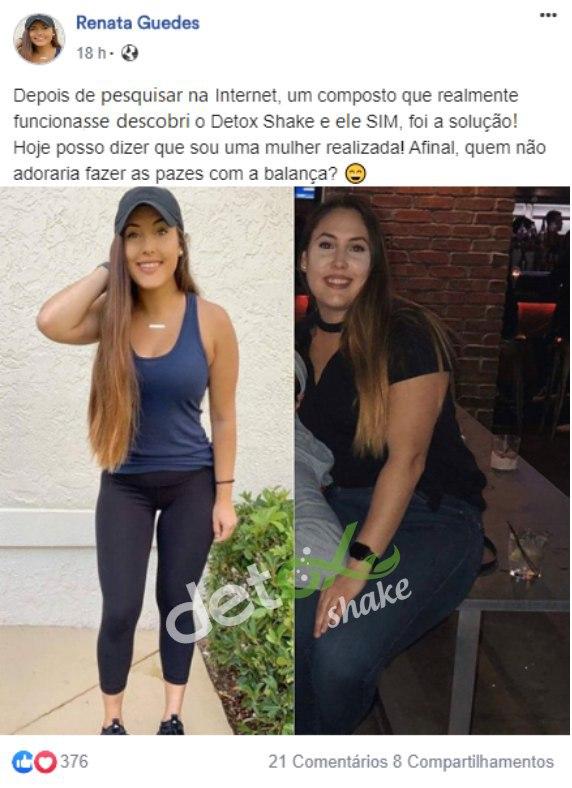 Renata Guedes
18 h ·
Depois de pesquisar na Internet, um composto que realmente
funcionasse descobri o Detox Shake e ele SIM, foi a solução!
Hoje posso dizer que sou uma mulher realizada! Afinal, quem não
adoraria fazer as pazes com a balança? 😄
detox
shake
376
21 Comentários 8 Compartilhamentos